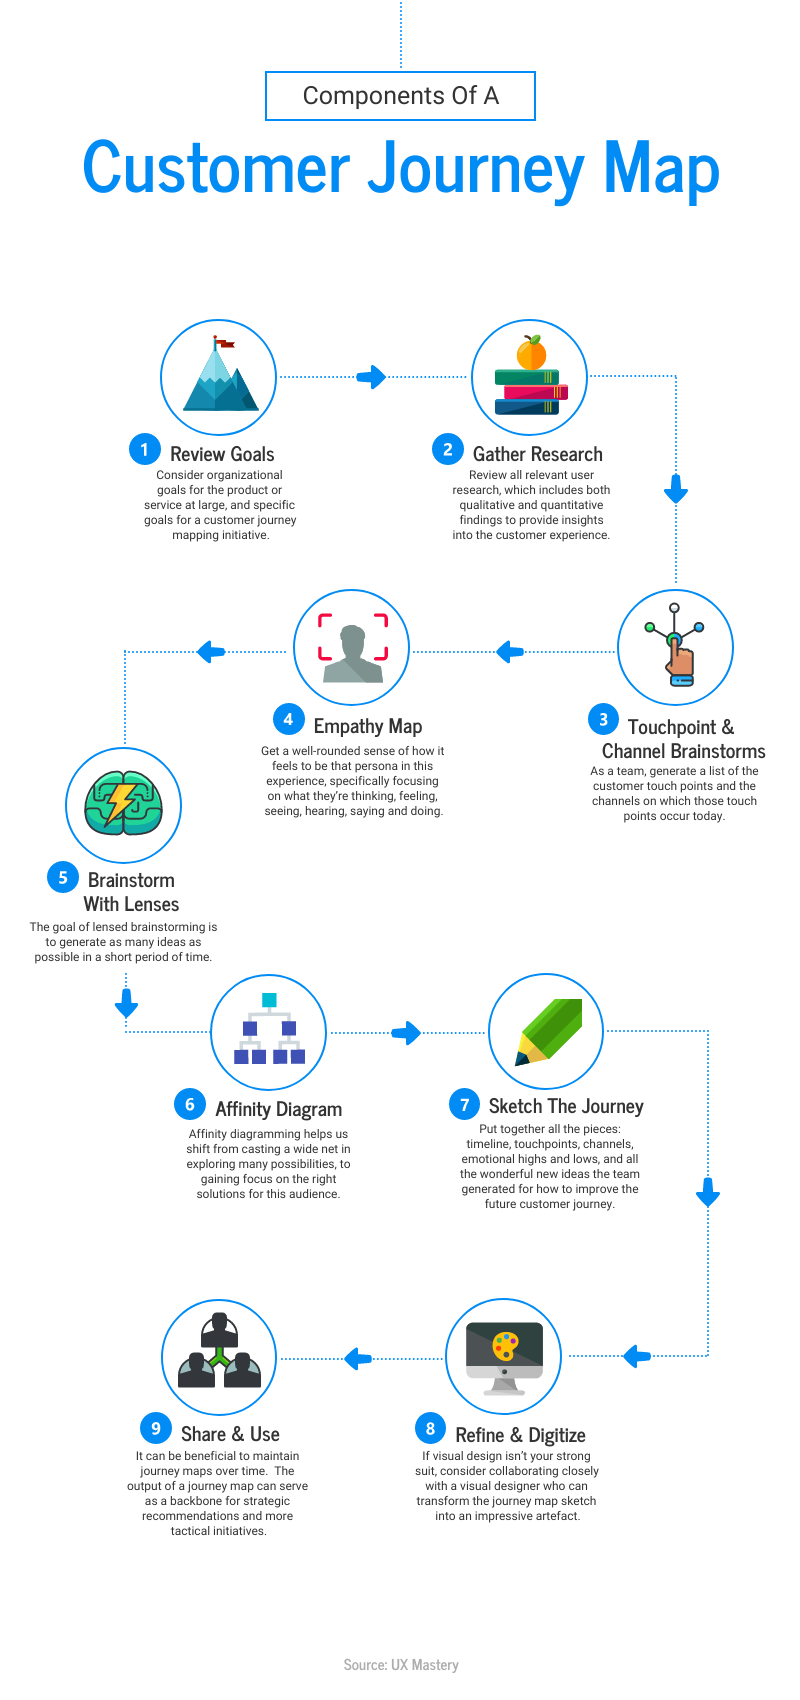 Components Of A
Customer Journey Map
1 Review Goals
Consider organizational
goals for the product or
service at large, and specific
goals for a customer journey
mapping initiative.
2 Gather Research
Review all relevant user
research, which includes both
qualitative and quantitative
findings to provide insights
into the customer experience.
3 Touchpoint &
Channel Brainstorms
As a team, generate a list of the
customer touch points and the
channels on which those touch
points occur today.
4 Empathy Map
Get a well-rounded sense of how it
feels to be that persona in this
experience, specifically focusing
on what they're thinking, feeling,
seeing, hearing, saying and doing.
5 Brainstorm
With Lenses
The goal of lensed brainstorming is
to generate as many ideas as
possible in a short period of time.
6 Affinity Diagram
Affinity diagramming helps us
shift from casting a wide net in
exploring many possibilities, to
gaining focus on the right
solutions for this audience.
7 Sketch The Journey
Put together all the pieces:
timeline, touchpoints, channels,
emotional highs and lows, and all
the wonderful new ideas the team
generated for how to improve the
future customer journey.
8 Refine & Digitize
If visual design isn't your strong
suit, consider collaborating closely
with a visual designer who can
transform the journey map sketch
into an impressive artefact.
9 Share & Use
It can be beneficial to maintain
journey maps over time. The
output of a journey map can serve
as a backbone for strategic
recommendations and more
tactical initiatives.
Source: UX Mastery